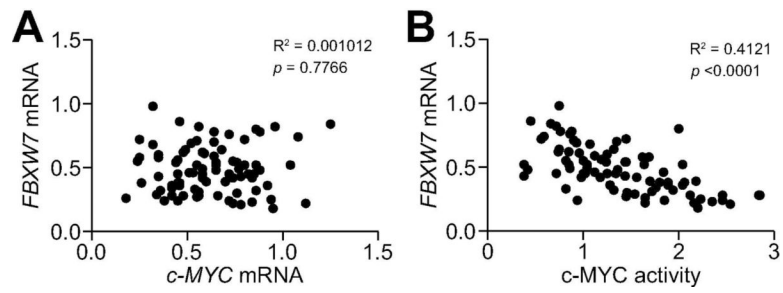 A
R² = 0.001012
p = 0.7766
FBXW7 mRNA
1.5
1.0
0.5
0.0
0.0
0.5
1.0
1.5
c-MYC mRNA
B
R² = 0.4121
p <0.0001
FBXW7 mRNA
1.5
1.0
0.5
0.0
0
1
2
3
c-MYC activity